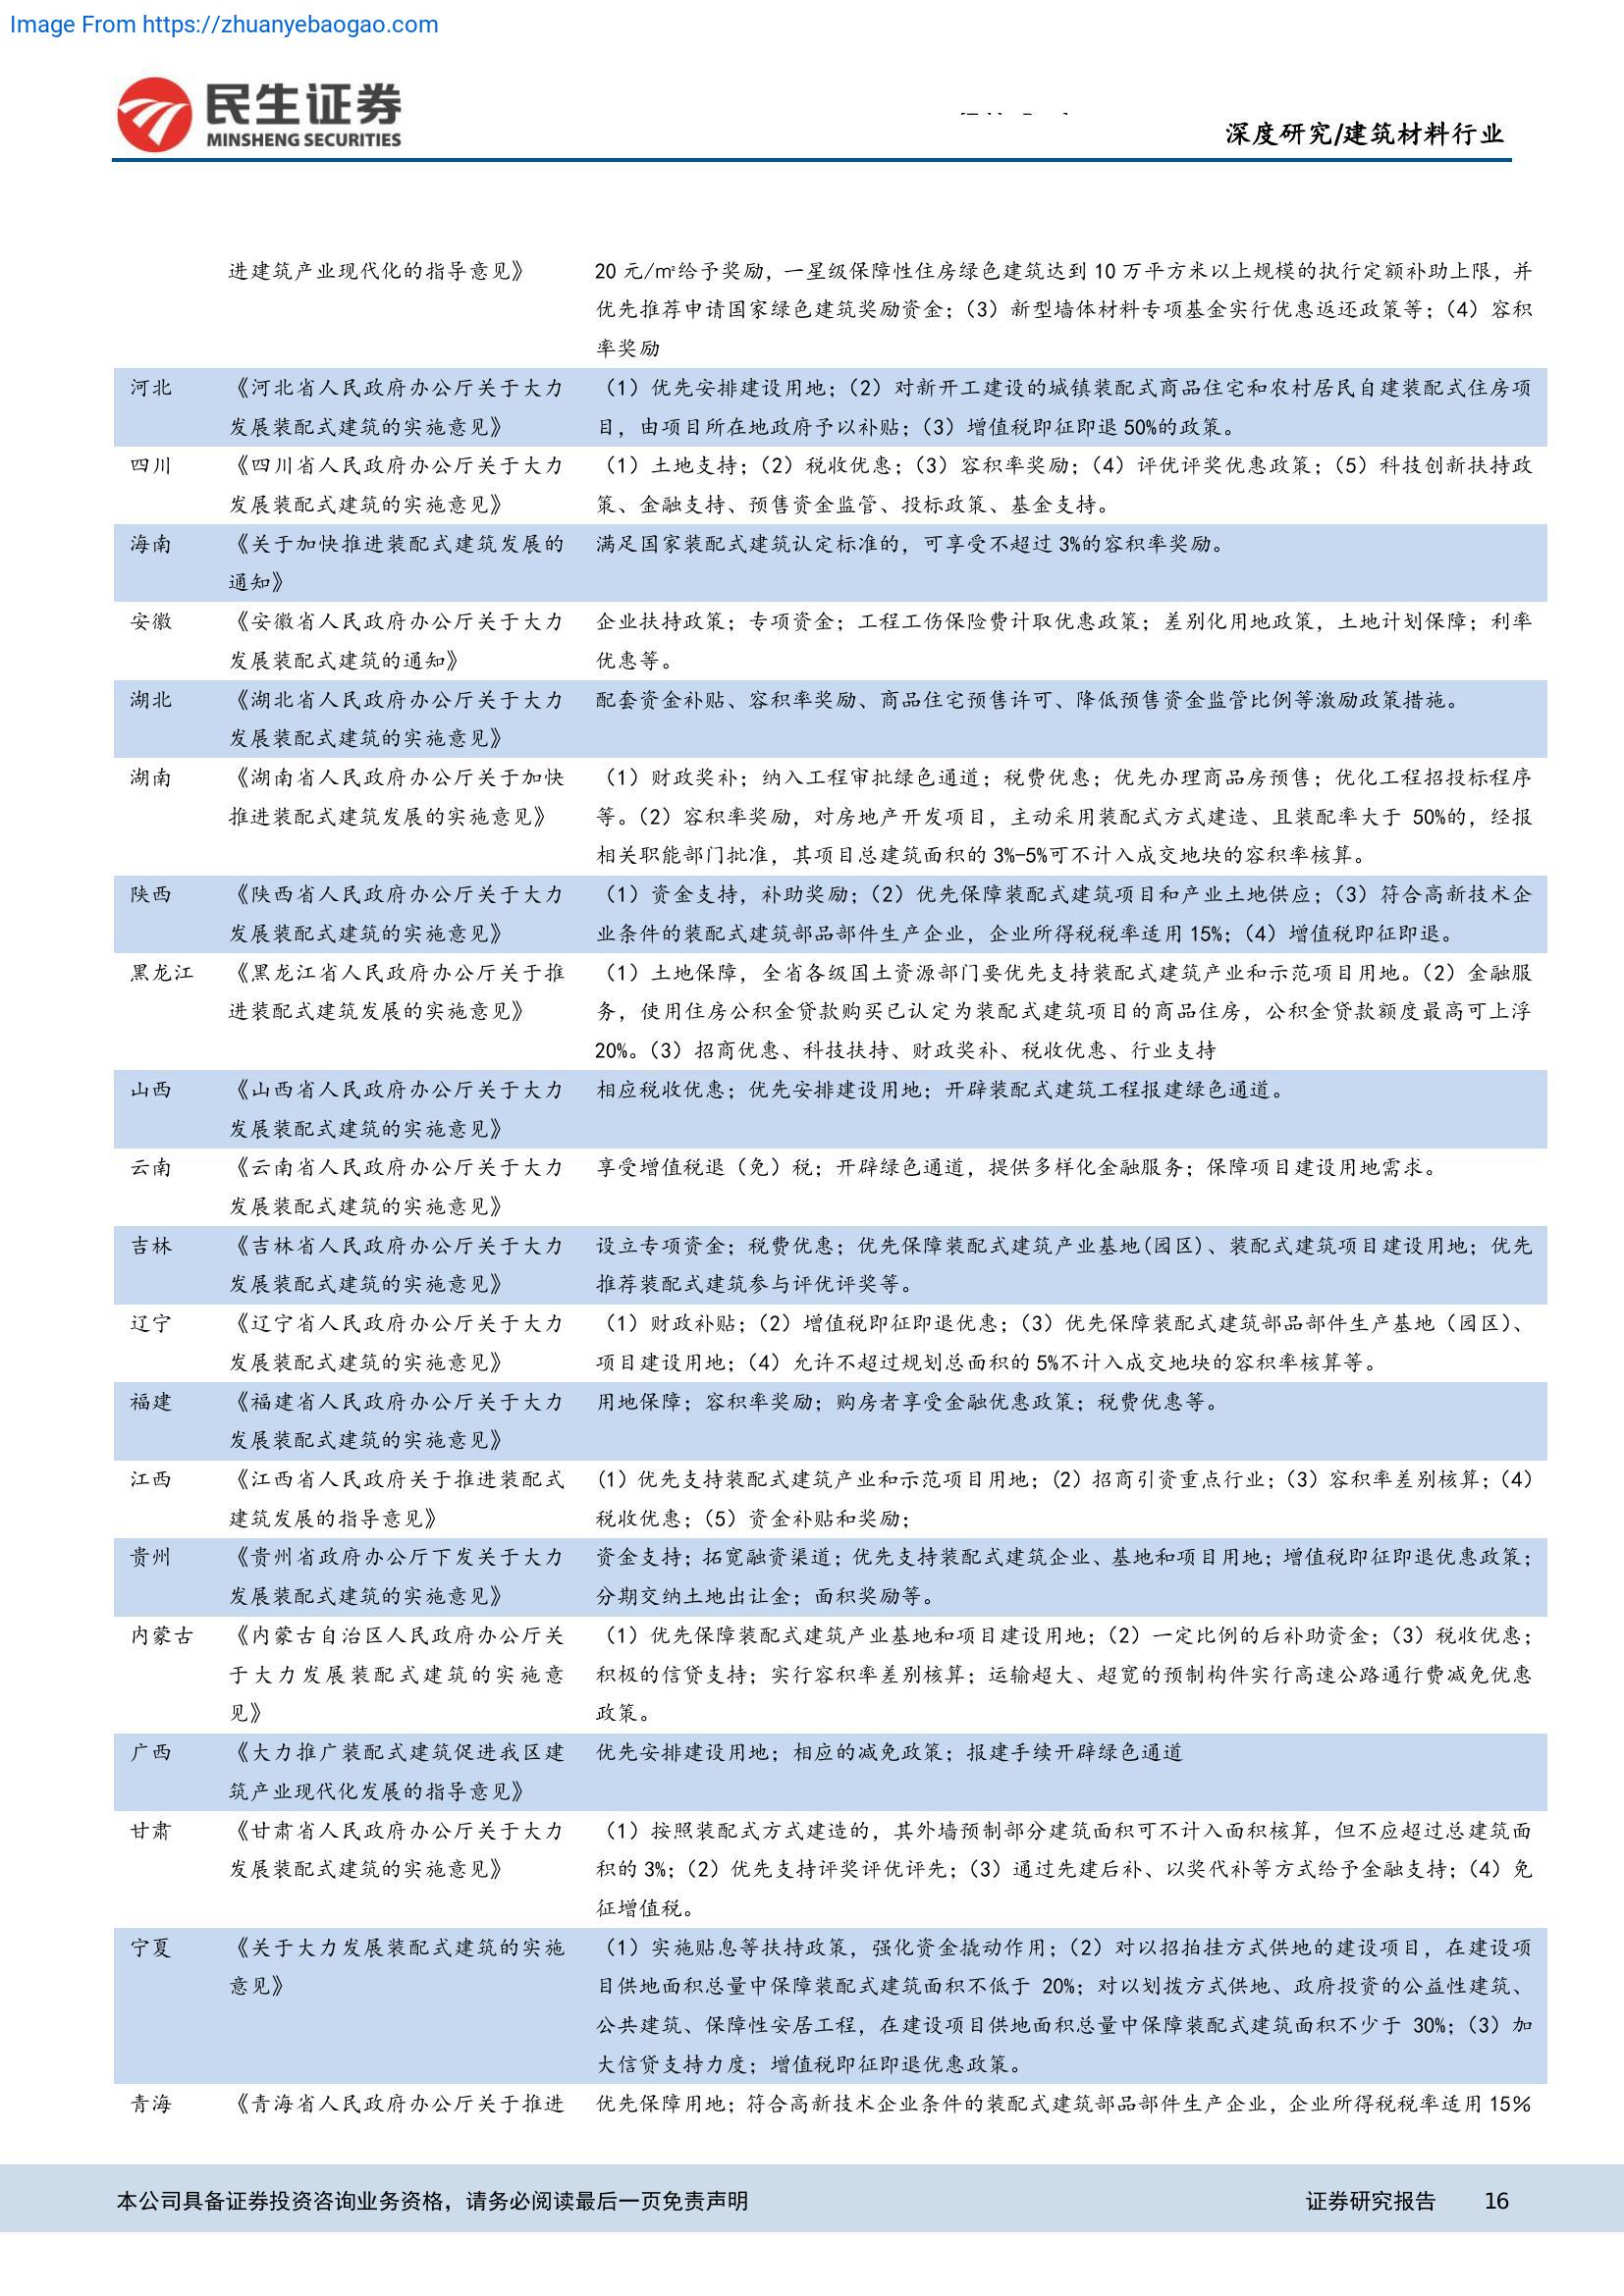 Image From https://zhuanyebaogao.com
民生证券
MINSHENG SECURITIES
深度研究/建筑材料行业
进建筑产业现代化的指导意见》
20 元/㎡给予奖励，一星级保障性住房绿色建筑达到 10 万平方米以上规模的执行定额补助上限，并
优先推荐申请国家绿色建筑奖励资金；（3）新型墙体材料专项基金实行优惠返还政策等；（4）容积
率奖励
河北
《河北省人民政府办公厅关于大力
发展装配式建筑的实施意见》
（1）优先安排建设用地；（2）对新开工建设的城镇装配式商品住宅和农村居民自建装配式住房项
目，由项目所在地政府予以补贴；（3）增值税即征即退 50%的政策。
四川
《四川省人民政府办公厅关于大力
发展装配式建筑的实施意见》
（1）土地支持；（2）税收优惠；（3）容积率奖励；（4）评优评奖优惠政策；（5）科技创新扶持政
策、金融支持、预售资金监管、投标政策、基金支持。
海南
《关于加快推进装配式建筑发展的
通知》
满足国家装配式建筑认定标准的，可享受不超过 3%的容积率奖励。
安徽
《安徽省人民政府办公厅关于大力
发展装配式建筑的通知》
企业扶持政策；专项资金；工程工伤保险费计取优惠政策；差别化用地政策，土地计划保障；利率
优惠等。
湖北
《湖北省人民政府办公厅关于大力
发展装配式建筑的实施意见》
配套资金补贴、容积率奖励、商品住宅预售许可、降低预售资金监管比例等激励政策措施。
湖南
《湖南省人民政府办公厅关于加快
推进装配式建筑发展的实施意见》
（1）财政奖补；纳入工程审批绿色通道；税费优惠；优先办理商品房预售；优化工程招投标程序
等。（2）容积率奖励，对房地产开发项目，主动采用装配式方式建造、且装配率大于 50%的，经报
相关职能部门批准，其项目总建筑面积的 3%-5%可不计入成交地块的容积率核算。
陕西
《陕西省人民政府办公厅关于大力
发展装配式建筑的实施意见》
（1）资金支持，补助奖励；（2）优先保障装配式建筑项目和产业土地供应；（3）符合高新技术企
业条件的装配式建筑部品部件生产企业，企业所得税税率适用 15%；（4）增值税即征即退。
黑龙江
《黑龙江省人民政府办公厅关于推
进装配式建筑发展的实施意见》
（1）土地保障，全省各级国土资源部门要优先支持装配式建筑产业和示范项目用地。（2）金融服
务，使用住房公积金贷款购买已认定为装配式建筑项目的商品住房，公积金贷款额度最高可上浮
20%。（3）招商优惠、科技扶持、财政奖补、税收优惠、行业支持
山西
《山西省人民政府办公厅关于大力
发展装配式建筑的实施意见》
相应税收优惠；优先安排建设用地；开辟装配式建筑工程报建绿色通道。
云南
《云南省人民政府办公厅关于大力
发展装配式建筑的实施意见》
享受增值税退（免）税；开辟绿色通道，提供多样化金融服务；保障项目建设用地需求。
吉林
《吉林省人民政府办公厅关于大力
发展装配式建筑的实施意见》
设立专项资金；税费优惠；优先保障装配式建筑产业基地(园区)、装配式建筑项目建设用地；优先
推荐装配式建筑参与评优评奖等。
辽宁
《辽宁省人民政府办公厅关于大力
发展装配式建筑的实施意见》
（1）财政补贴；（2）增值税即征即退优惠；（3）优先保障装配式建筑部品部件生产基地（园区）、
项目建设用地；（4）允许不超过规划总面积的 5%不计入成交地块的容积率核算等。
福建
《福建省人民政府办公厅关于大力
发展装配式建筑的实施意见》
用地保障；容积率奖励；购房者享受金融优惠政策；税费优惠等。
江西
《江西省人民政府关于推进装配式
建筑发展的指导意见》
（1）优先支持装配式建筑产业和示范项目用地；（2）招商引资重点行业；（3）容积率差别核算；（4）
税收优惠；（5）资金补贴和奖励；
贵州
《贵州省政府办公厅下发关于大力
发展装配式建筑的实施意见》
资金支持；拓宽融资渠道；优先支持装配式建筑企业、基地和项目用地；增值税即征即退优惠政策；
分期交纳土地出让金；面积奖励等。
内蒙古
《内蒙古自治区人民政府办公厅关
于大力发展装配式建筑的实施意
见》
（1）优先保障装配式建筑产业基地和项目建设用地；（2）一定比例的后补助资金；（3）税收优惠；
积极的信贷支持；实行容积率差别核算；运输超大、超宽的预制构件实行高速公路通行费减免优惠
政策。
广西
《大力推广装配式建筑促进我区建
筑产业现代化发展的指导意见》
优先安排建设用地；相应的减免政策；报建手续开辟绿色通道
甘肃
《甘肃省人民政府办公厅关于大力
发展装配式建筑的实施意见》
（1）按照装配式方式建造的，其外墙预制部分建筑面积可不计入面积核算，但不应超过总建筑面
积的 3%；（2）优先支持评奖评优评先；（3）通过先建后补、以奖代补等方式给予金融支持；（4）免
征增值税。
宁夏
《关于大力发展装配式建筑的实施
意见》
（1）实施贴息等扶持政策，强化资金撬动作用；（2）对以招拍挂方式供地的建设项目，在建设项
目供地面积总量中保障装配式建筑面积不低于 20%；对以划拨方式供地、政府投资的公益性建筑、
公共建筑、保障性安居工程，在建设项目供地面积总量中保障装配式建筑面积不少于 30%；（3）加
大信贷支持力度；增值税即征即退优惠政策。
青海
《青海省人民政府办公厅关于推进
优先保障用地；符合高新技术企业条件的装配式建筑部品部件生产企业，企业所得税税率适用 15%
本公司具备证券投资咨询业务资格，请务必阅读最后一页免责声明
证券研究报告
16